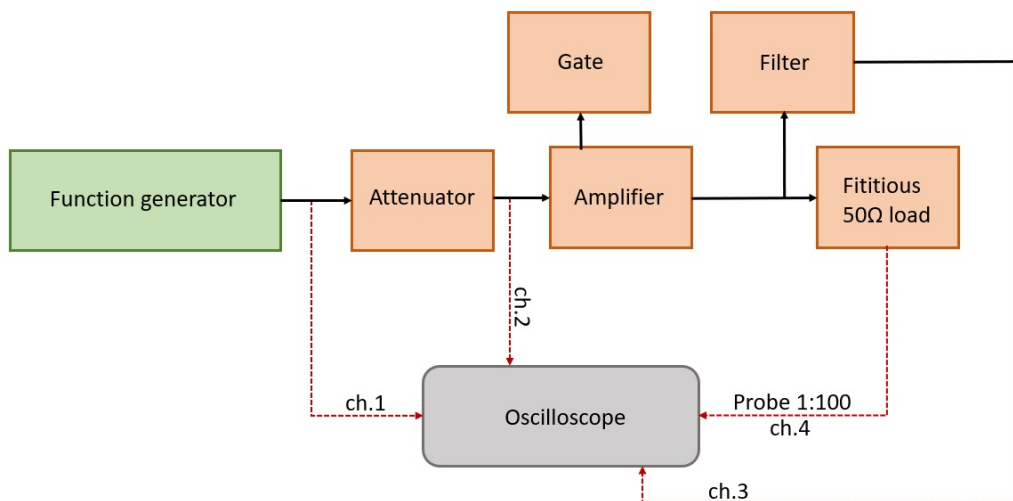 Gate
Filter
Function generator
Attenuator
Amplifier
Fititious
50Ω load
ch.2
ch.1
Oscilloscope
Probe 1:100
ch.4
ch.3